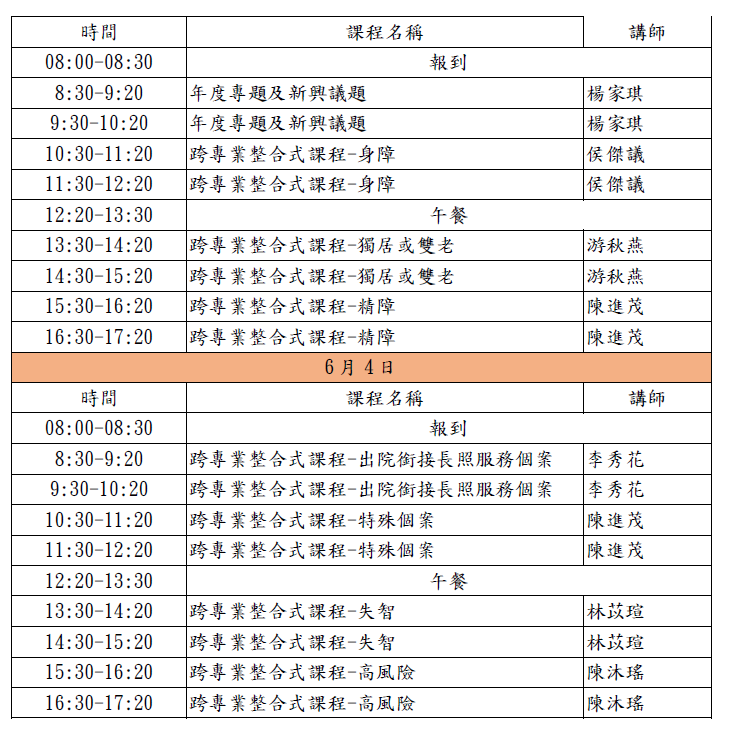 時間 課程名稱 講師
08:00-08:30 報到
8:30-9:20 年度專題及新興議題 楊家琪
9:30-10:20 年度專題及新興議題 楊家琪
10:30-11:20 跨專業整合式課程-身障 侯傑議
11:30-12:20 跨專業整合式課程-身障 侯傑議
12:20-13:30 午餐
13:30-14:20 跨專業整合式課程-獨居或雙老 游秋燕
14:30-15:20 跨專業整合式課程-獨居或雙老 游秋燕
15:30-16:20 跨專業整合式課程-精障 陳進茂
16:30-17:20 跨專業整合式課程-精障 陳進茂
6月4日
時間 課程名稱 講師
08:00-08:30 報到
8:30-9:20 跨專業整合式課程-出院銜接長照服務個案 李秀花
9:30-10:20 跨專業整合式課程-出院銜接長照服務個案 李秀花
10:30-11:20 跨專業整合式課程-特殊個案 陳進茂
11:30-12:20 跨專業整合式課程-特殊個案 陳進茂
12:20-13:30 午餐
13:30-14:20 跨專業整合式課程-失智 林苡瑄
14:30-15:20 跨專業整合式課程-失智 林苡瑄
15:30-16:20 跨專業整合式課程-高風險 陳沐瑤
16:30-17:20 跨專業整合式課程-高風險 陳沐瑤